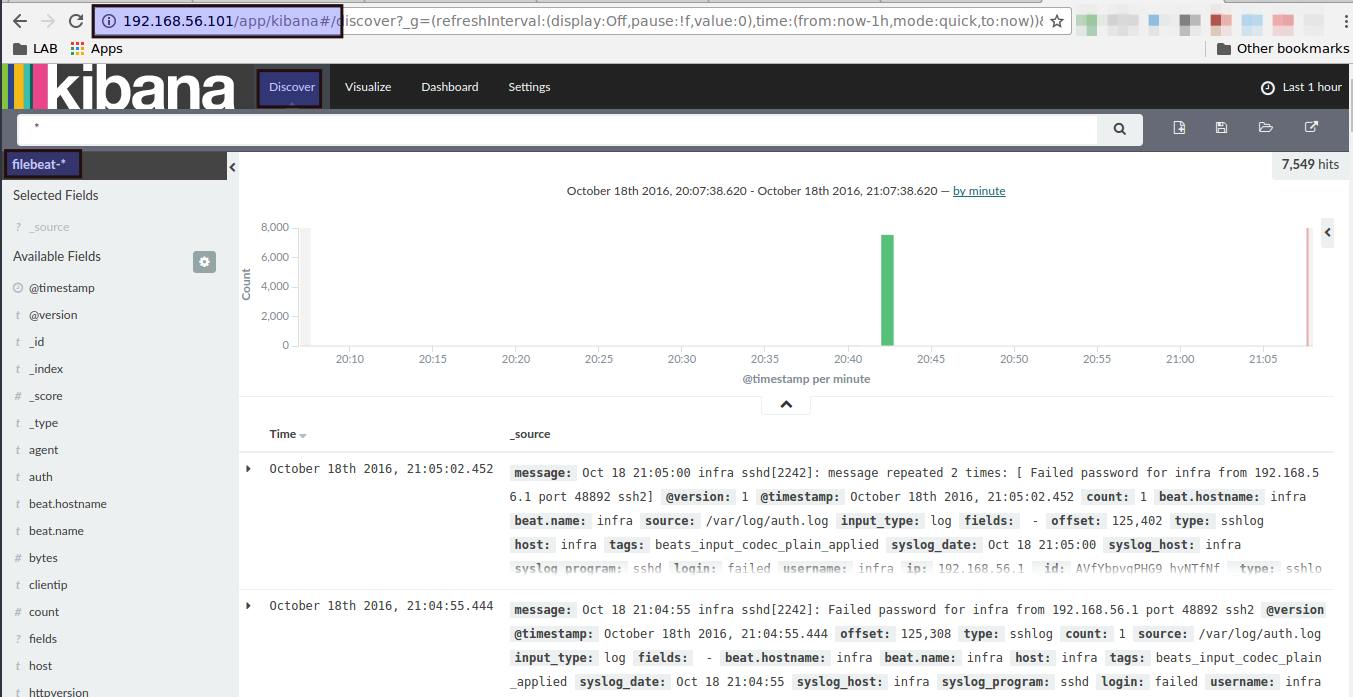 192.168.56.101/app/kibana#/discover?_g=(refreshInterval:(display:Off,pause:!f,value:0),time:(from:now-1h,mode:quick,to:now))&
LAB Apps Other bookmarks
kibana Discover Visualize Dashboard Settings Last 1 hour
*
filebeat-* 7,549 hits
October 18th 2016, 20:07:38.620 - October 18th 2016, 21:07:38.620 — by minute
Selected Fields
? _source
Available Fields
@timestamp
t @version
t _id
t _index
# _score
t _type
t agent
t auth
t beat.hostname
t beat.name
# bytes
t clientip
# count
? fields
t host
t httpversion
Count
8,000
6,000
4,000
2,000
0
20:10 20:15 20:20 20:25 20:30 20:35 20:40 20:45 20:50 20:55 21:00 21:05
@timestamp per minute
Time _source
October 18th 2016, 21:05:02.452
message: Oct 18 21:05:00 infra sshd[2242]: message repeated 2 times: [ Failed password for infra from 192.168.5
6.1 port 48892 ssh2] @version: 1 @timestamp: October 18th 2016, 21:05:02.452 count: 1 beat.hostname: infra
beat.name: infra source: /var/log/auth.log input_type: log fields: - offset: 125,402 type: sshlog
host: infra tags: beats_input_codec_plain_applied syslog_date: Oct 18 21:05:00 syslog_host: infra
syslog_program: sshd login: failed username: infra ip: 192.168.56.1 _id: _type: sshlo
October 18th 2016, 21:04:55.444
message: Oct 18 21:04:55 infra sshd[2242]: Failed password for infra from 192.168.56.1 port 48892 ssh2 @version
@timestamp: October 18th 2016, 21:04:55.444 offset: 125,308 type: sshlog count: 1 source: /var/log/auth.log
input_type: log fields: - beat.hostname: infra beat.name: infra host: infra tags: beats_input_codec_plain
_applied syslog_date: Oct 18 21:04:55 syslog_host: infra syslog_program: sshd login: failed username: infra